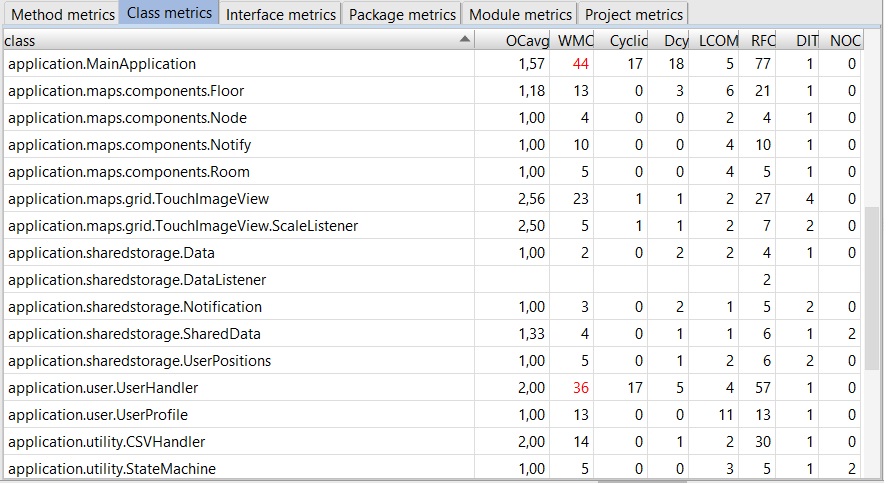 Method metrics Class metrics Interface metrics Package metrics Module metrics Project metrics
class OCavg WMC Cyclic Dcy LCOM RFC DIT NOC
application.MainApplication 1,57 44 17 18 5 77 1 0
application.maps.components.Floor 1,18 13 0 3 6 21 1 0
application.maps.components.Node 1,00 4 0 0 2 4 1 0
application.maps.components.Notify 1,00 10 0 0 4 10 1 0
application.maps.components.Room 1,00 5 0 0 4 5 1 0
application.maps.grid.TouchImageView 2,56 23 1 1 2 27 4 0
application.maps.grid.TouchImageView.ScaleListener 2,50 5 1 1 2 7 2 0
application.sharedstorage.Data 1,00 2 0 2 2 4 1 0
application.sharedstorage.DataListener 2
application.sharedstorage.Notification 1,00 3 0 2 1 5 2 0
application.sharedstorage.SharedData 1,33 4 0 1 1 6 1 2
application.sharedstorage.UserPositions 1,00 5 0 1 2 6 2 0
application.user.UserHandler 2,00 36 17 5 4 57 1 0
application.user.UserProfile 1,00 13 0 0 11 13 1 0
application.utility.CSVHandler 2,00 14 0 1 2 30 1 0
application.utility.StateMachine 1,00 5 0 0 3 5 1 2